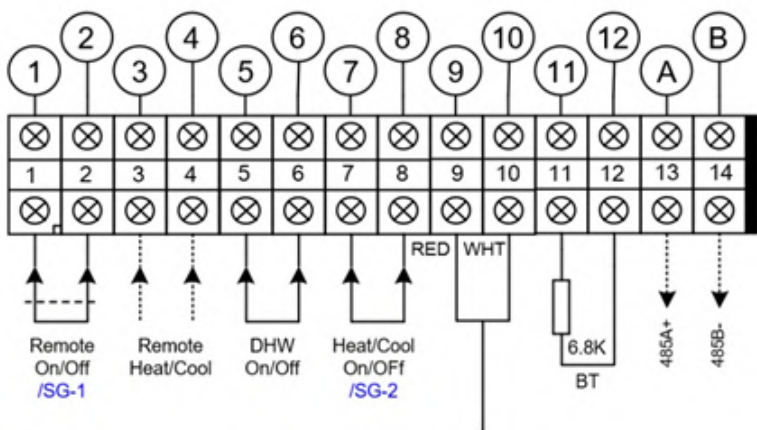 1 2 3 4 5 6 7 8 9 10 11 12 A B
1 2 3 4 5 6 7 8 9 10 11 12 13 14
RED WHT
Remote
On/Off
/SG-1
Remote
Heat/Cool
DHW
On/Off
Heat/Cool
On/OFf
/SG-2
6.8K
BT
485A+
485B-